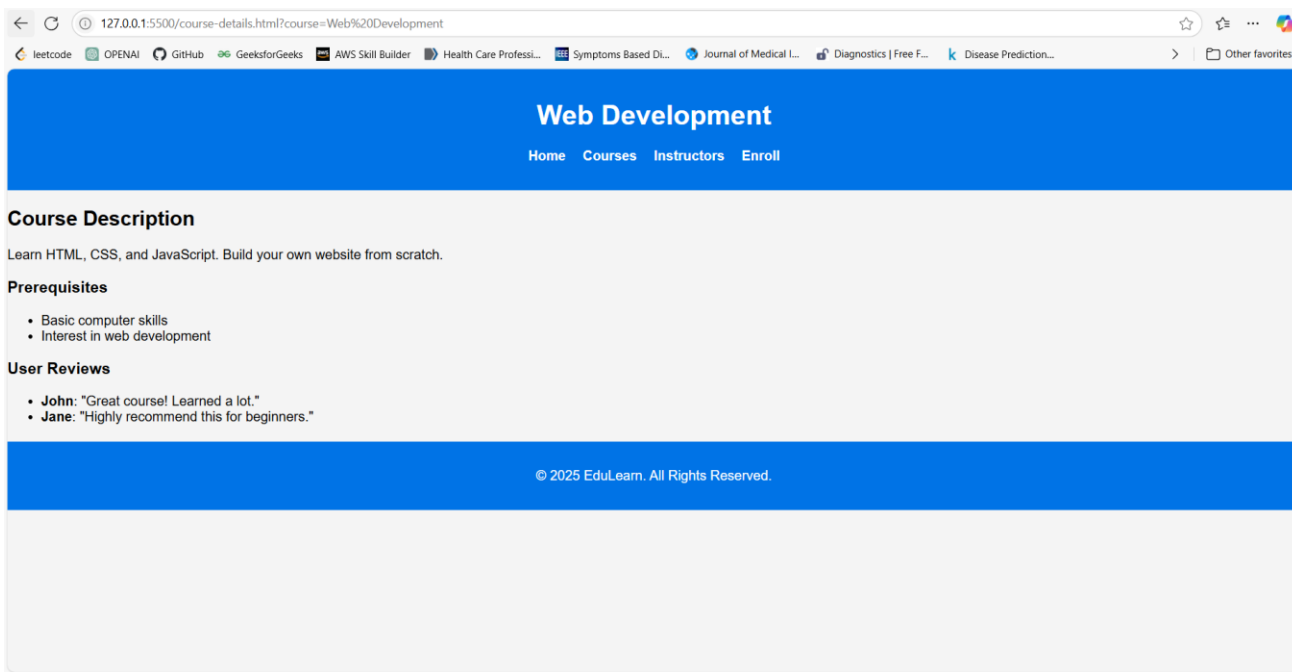 127.0.0.1:5500/course-details.html?course=Web%20Development
leetcode OPENAI GitHub GeeksforGeeks AWS Skill Builder Health Care Professi... IEEE Symptoms Based Di... Journal of Medical I... Diagnostics | Free F... k Disease Prediction... Other favorites
Web Development
Home Courses Instructors Enroll
Course Description
Learn HTML, CSS, and JavaScript. Build your own website from scratch.
Prerequisites
• Basic computer skills
• Interest in web development
User Reviews
• John: "Great course! Learned a lot."
• Jane: "Highly recommend this for beginners."
© 2025 EduLearn. All Rights Reserved.